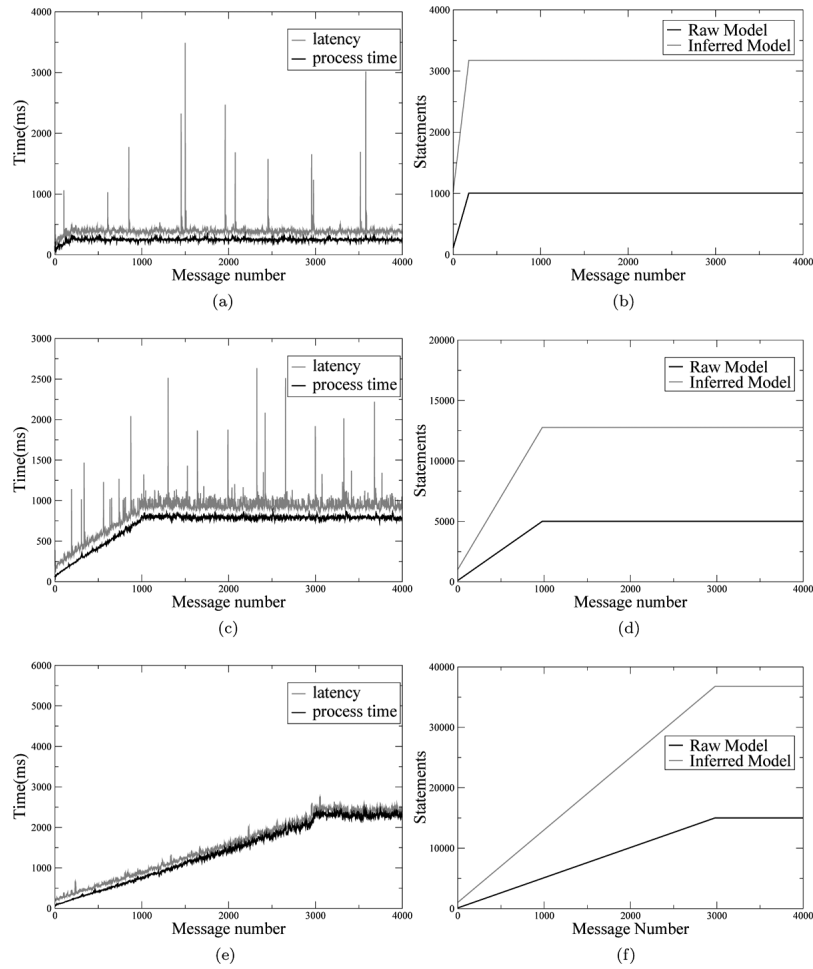 4000
3000
2000
1000
0
Time(ms)
latency
process time
0 1000 2000 3000 4000
Message number
(a)
4000
3000
2000
1000
0
Statements
Raw Model
Inferred Model
0 1000 2000 3000 4000
Message number
(b)
3000
2500
2000
1500
1000
500
0
Time(ms)
latency
process time
0 1000 2000 3000 4000
Message number
(c)
20000
15000
10000
5000
0
Statements
Raw Model
Inferred Model
0 1000 2000 3000 4000
Message number
(d)
6000
5000
4000
3000
2000
1000
0
Time(ms)
latency
process time
0 1000 2000 3000 4000
Message number
(e)
40000
30000
20000
10000
0
Statements
Raw Model
Inferred Model
0 1000 2000 3000 4000
Message Number
(f)